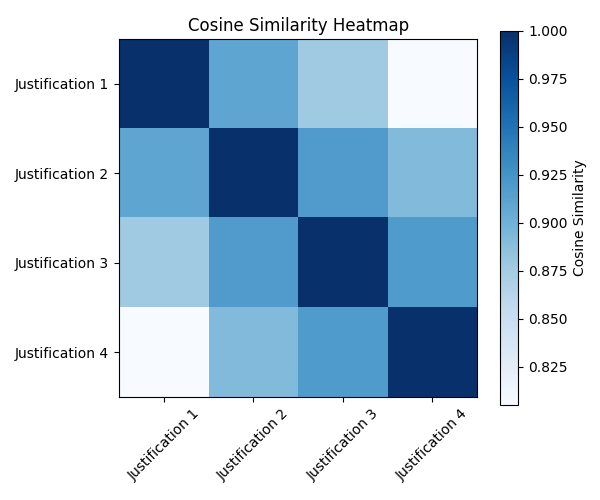 Cosine Similarity Heatmap
Justification 1
Justification 2
Justification 3
Justification 4
Justification 1
Justification 2
Justification 3
Justification 4
1.000
0.975
0.950
0.925
0.900
0.875
0.850
0.825
Cosine Similarity